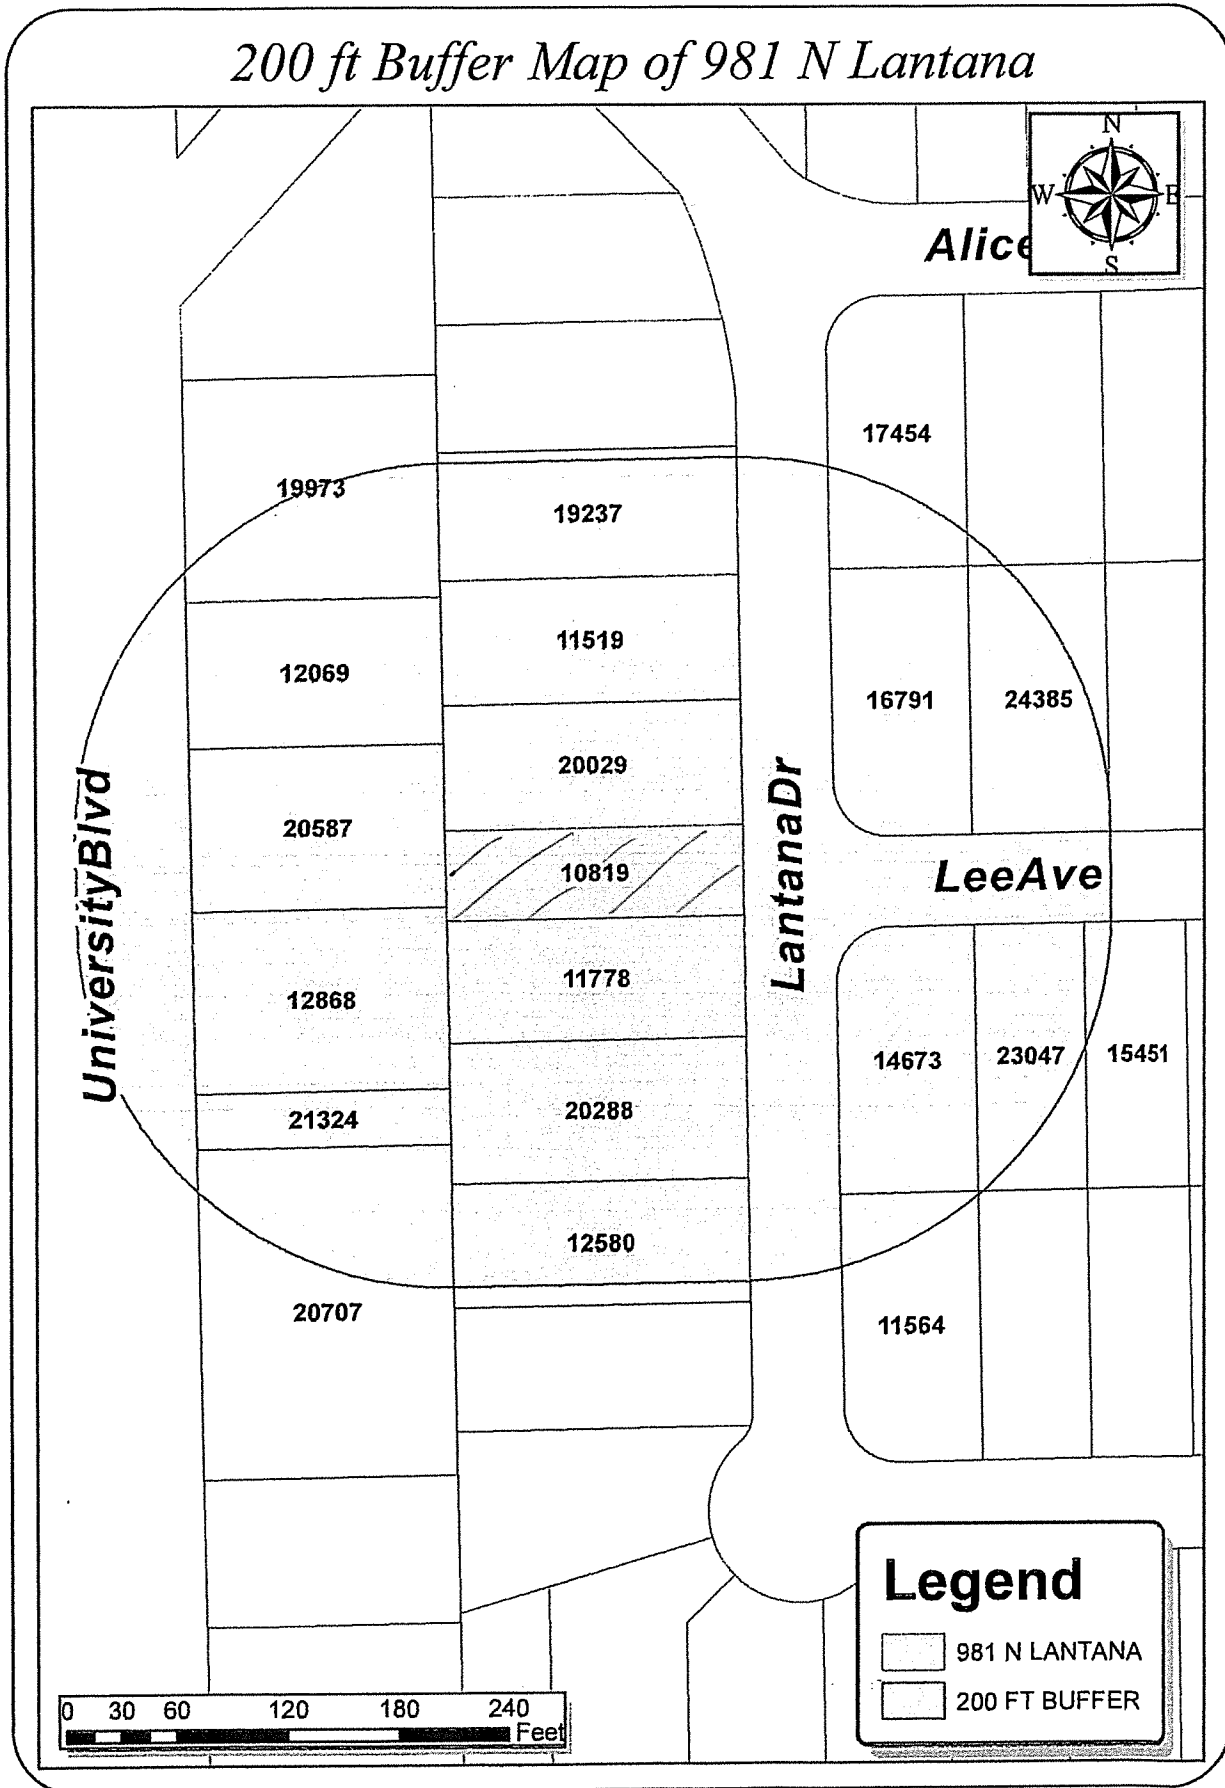 200 ft Buffer Map of 981 N Lantana
N
W E
S
Alice
17454
19973
19237
11519
12069
16791 24385
20029
20587
10819
LeeAve
UniversityBlvd
LantanaDr
11778
12868
14673 23047 15451
20288
21324
12580
20707
11564
Legend
981 N LANTANA
200 FT BUFFER
0 30 60 120 180 240
Feet